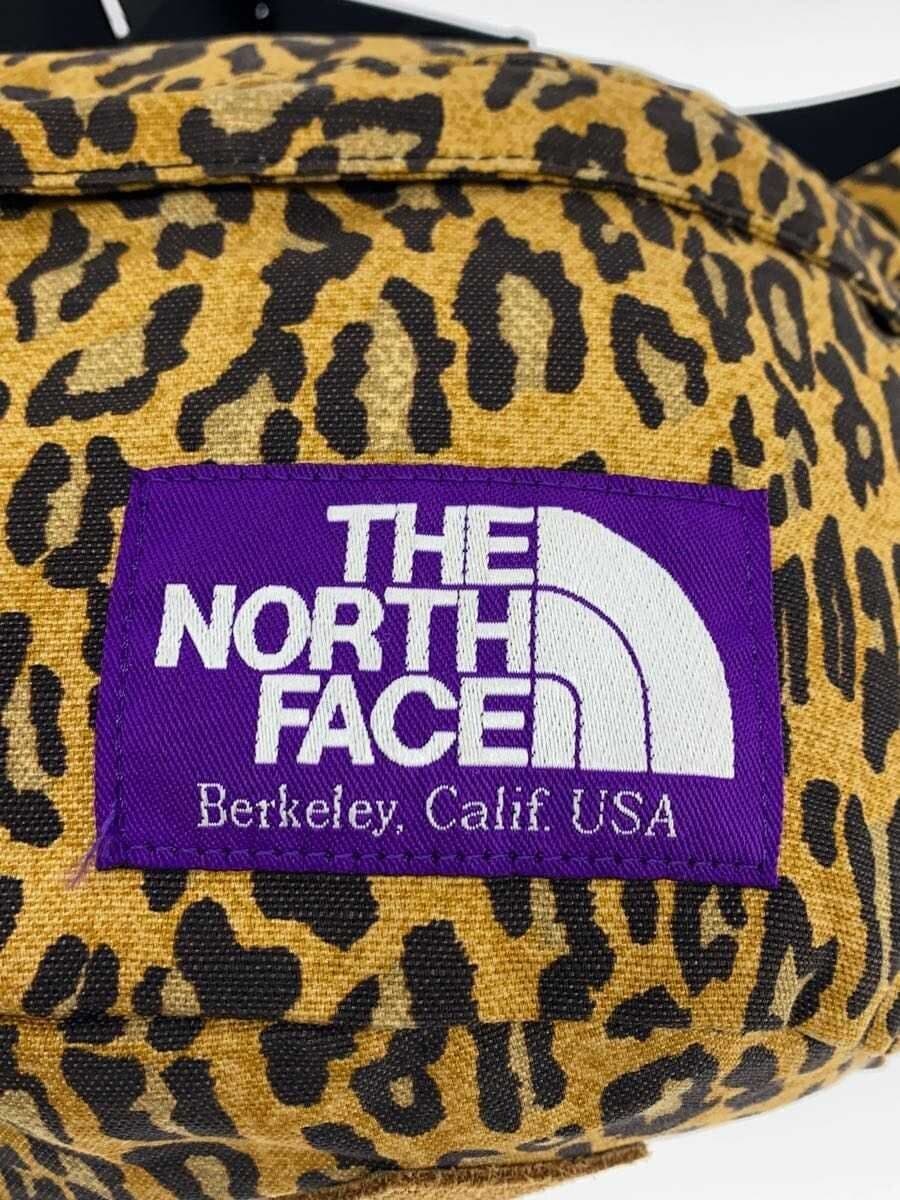 THE
NORTH
FACE
Berkeley, Calif. USA